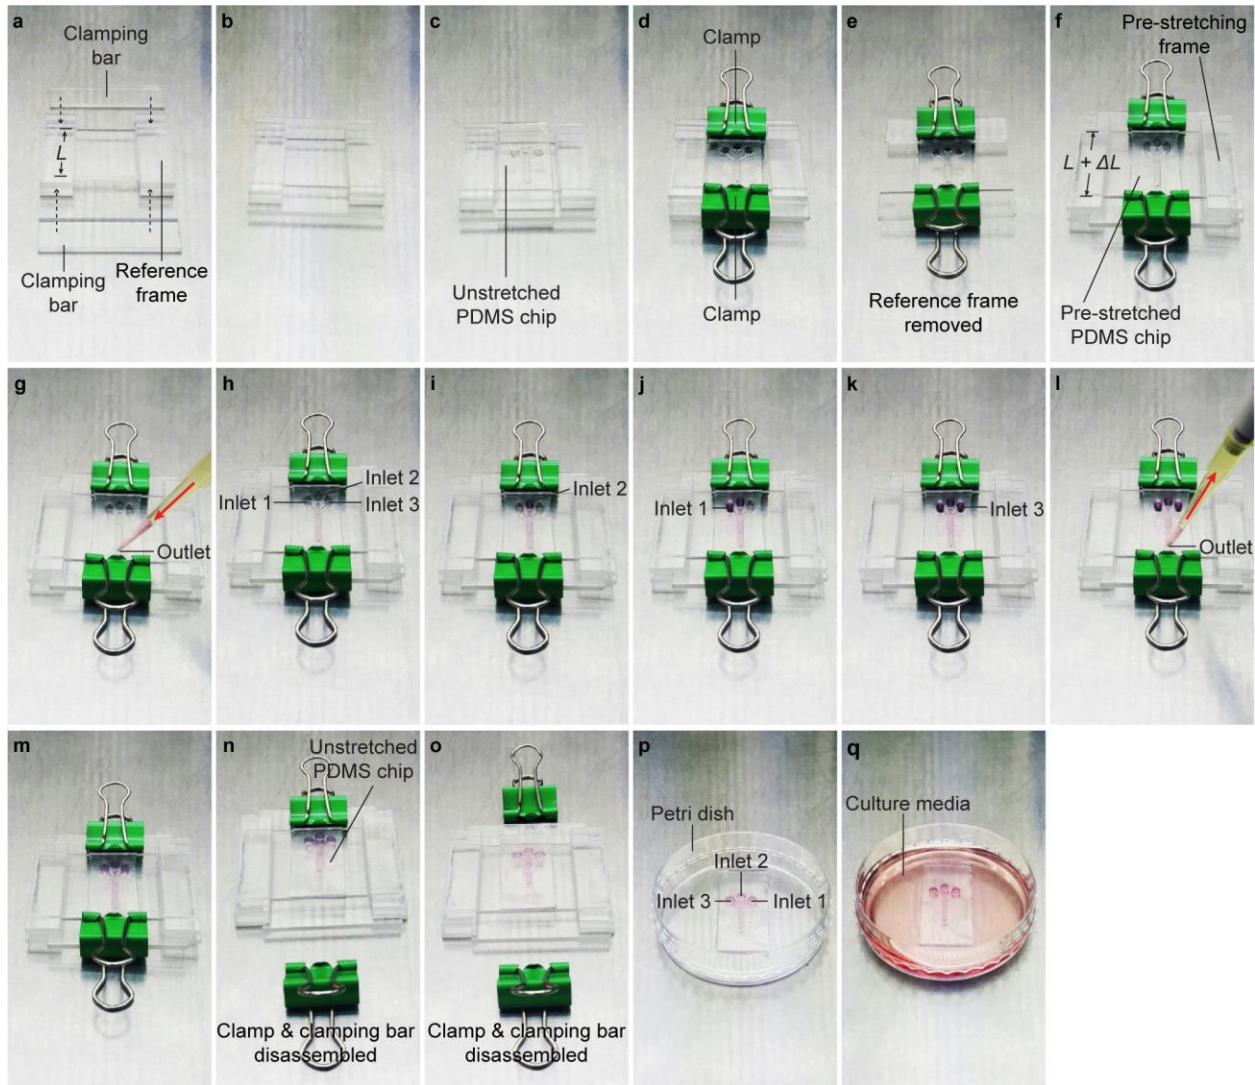 a
Clamping
bar
L
Clamping
bar
Reference
frame
b
c
Unstretched
PDMS chip
d
Clamp
Clamp
e
Reference frame
removed
f
Pre-stretching
frame
L + ΔL
Pre-stretched
PDMS chip
g
Outlet
h
Inlet 2
Inlet 1
Inlet 3
i
Inlet 2
j
Inlet 1
k
Inlet 3
l
Outlet
m
n
Unstretched
PDMS chip
Clamp & clamping bar
disassembled
o
Clamp & clamping bar
disassembled
p
Petri dish
Inlet 2
Inlet 3
Inlet 1
q
Culture media